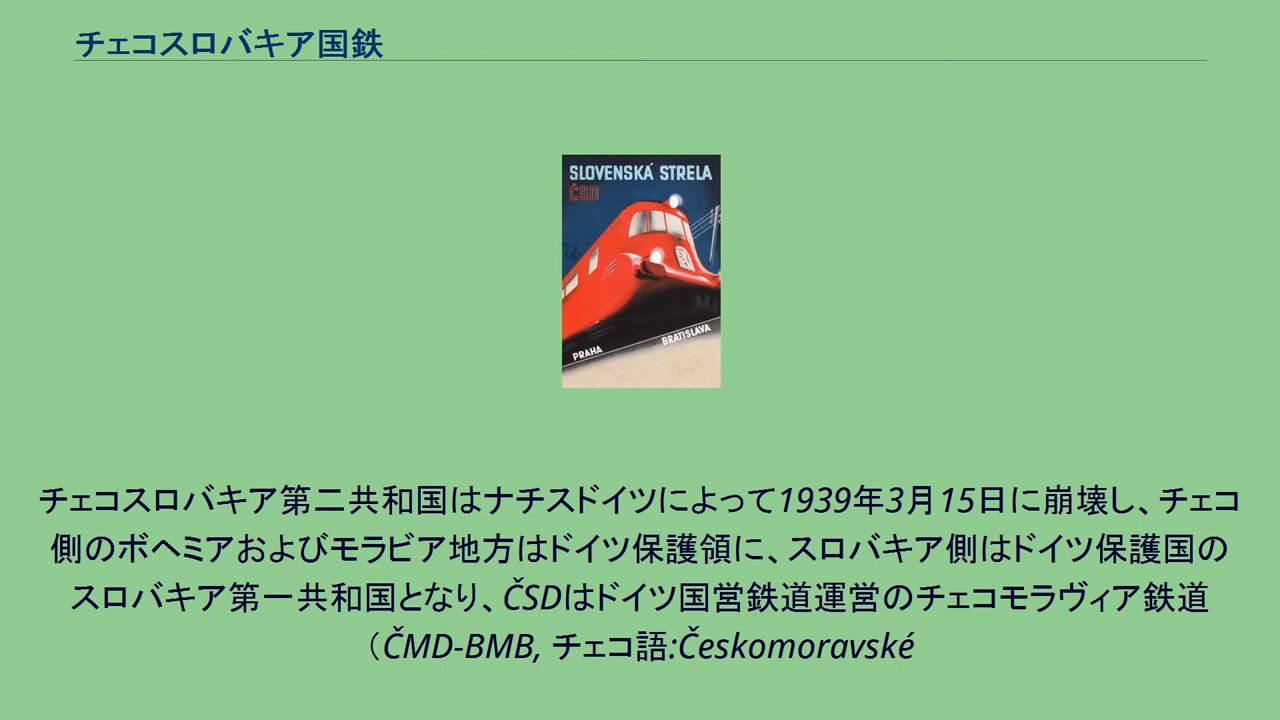 チェコスロバキア国鉄
SLOVENSKÁ STRELA
ČSD
PRAHA
BRATISLAVA
チェコスロバキア第二共和国はナチスドイツによって1939年3月15日に崩壊し、チェコ
側のボヘミアおよびモラビア地方はドイツ保護領に、スロバキア側はドイツ保護国の
スロバキア第一共和国となり、ČSDはドイツ国営鉄道運営のチェコモラヴィア鉄道
（ČMD-BMB, チェコ語:Českomoravské